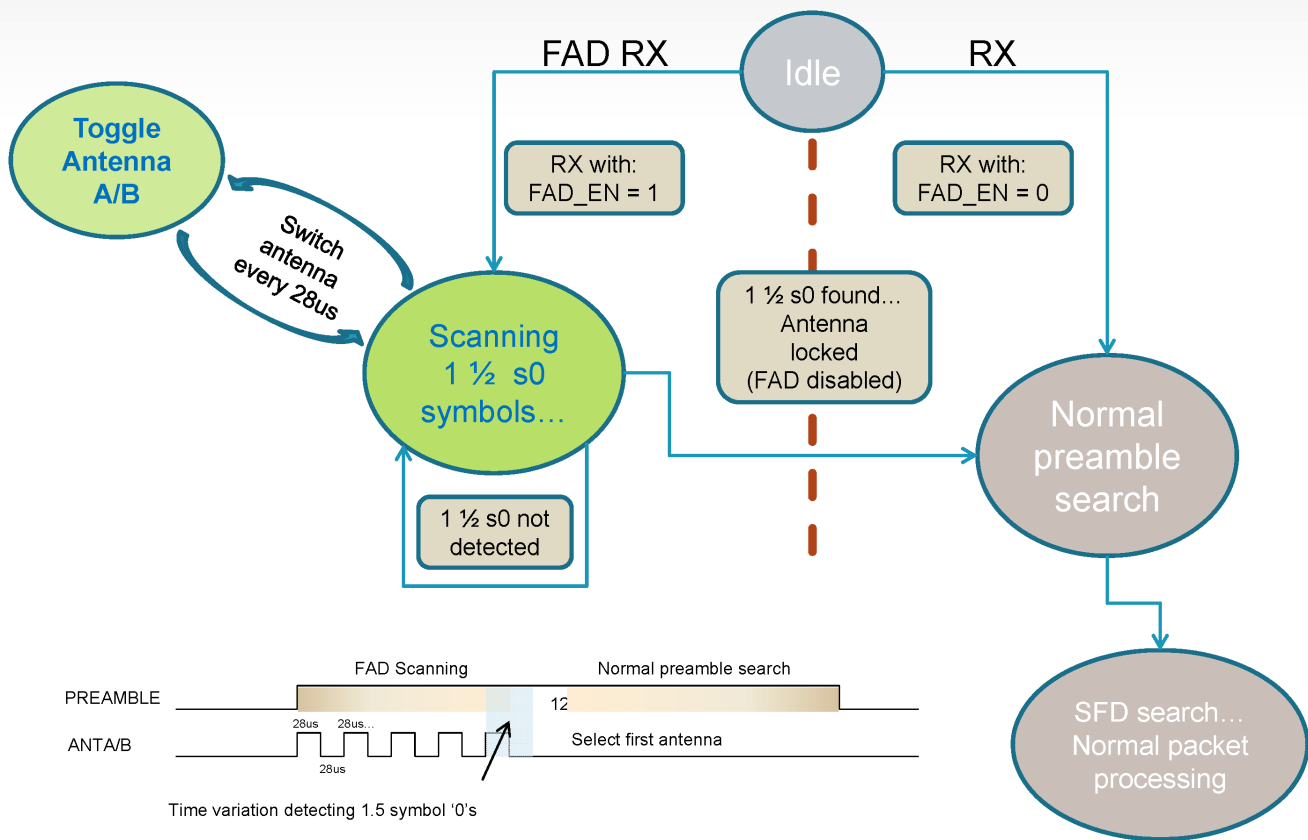 FAD RX
Idle
RX
Toggle
Antenna
A/B
RX with:
FAD_EN = 1
RX with:
FAD_EN = 0
Switch
antenna
every 28us
Scanning
1 ½ s0
symbols…
1 ½ s0 found…
Antenna
locked
(FAD disabled)
Normal
preamble
search
1 ½ s0 not
detected
FAD Scanning
Normal preamble search
PREAMBLE
12
28us
28us…
ANTA/B
Select first antenna
28us
Time variation detecting 1.5 symbol ‘0’s
SFD search…
Normal packet
processing